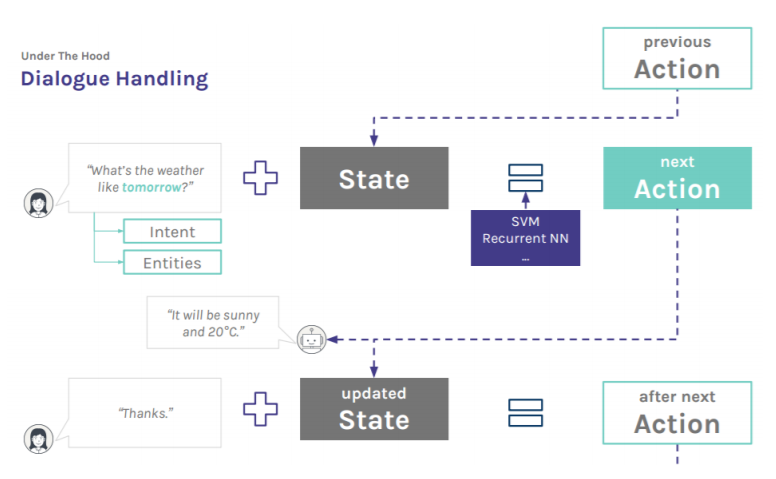 Under The Hood
Dialogue Handling
previous
Action
“What's the weather
like tomorrow?”
State
next
Action
SVM
Recurrent NN
...
Intent
Entities
“It will be sunny
and 20°C.”
“Thanks.”
updated
State
after next
Action